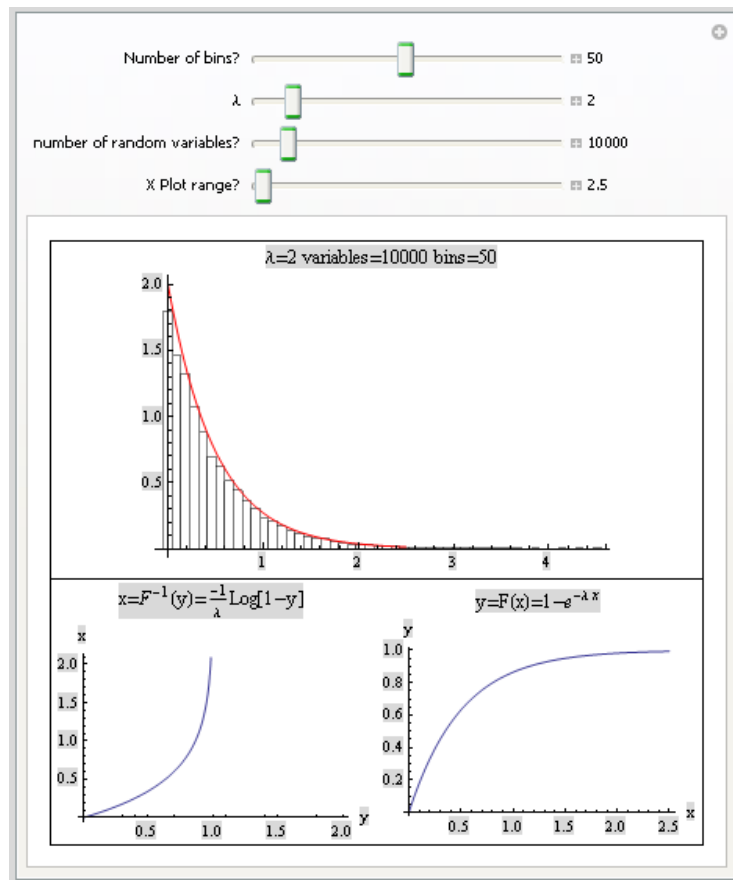 Number of bins? 50
λ 2
number of random variables? 10000
X Plot range? 2.5
λ=2 variables=10000 bins=50
2.0
1.5
1.0
0.5
1 2 3 4
x=F⁻¹(y)=-1/λ Log[1-y]
x
2.0
1.5
1.0
0.5
0.5 1.0 1.5 2.0 y
y=F(x)=1-e^(-λ x)
y
1.0
0.8
0.6
0.4
0.2
0.5 1.0 1.5 2.0 2.5 x